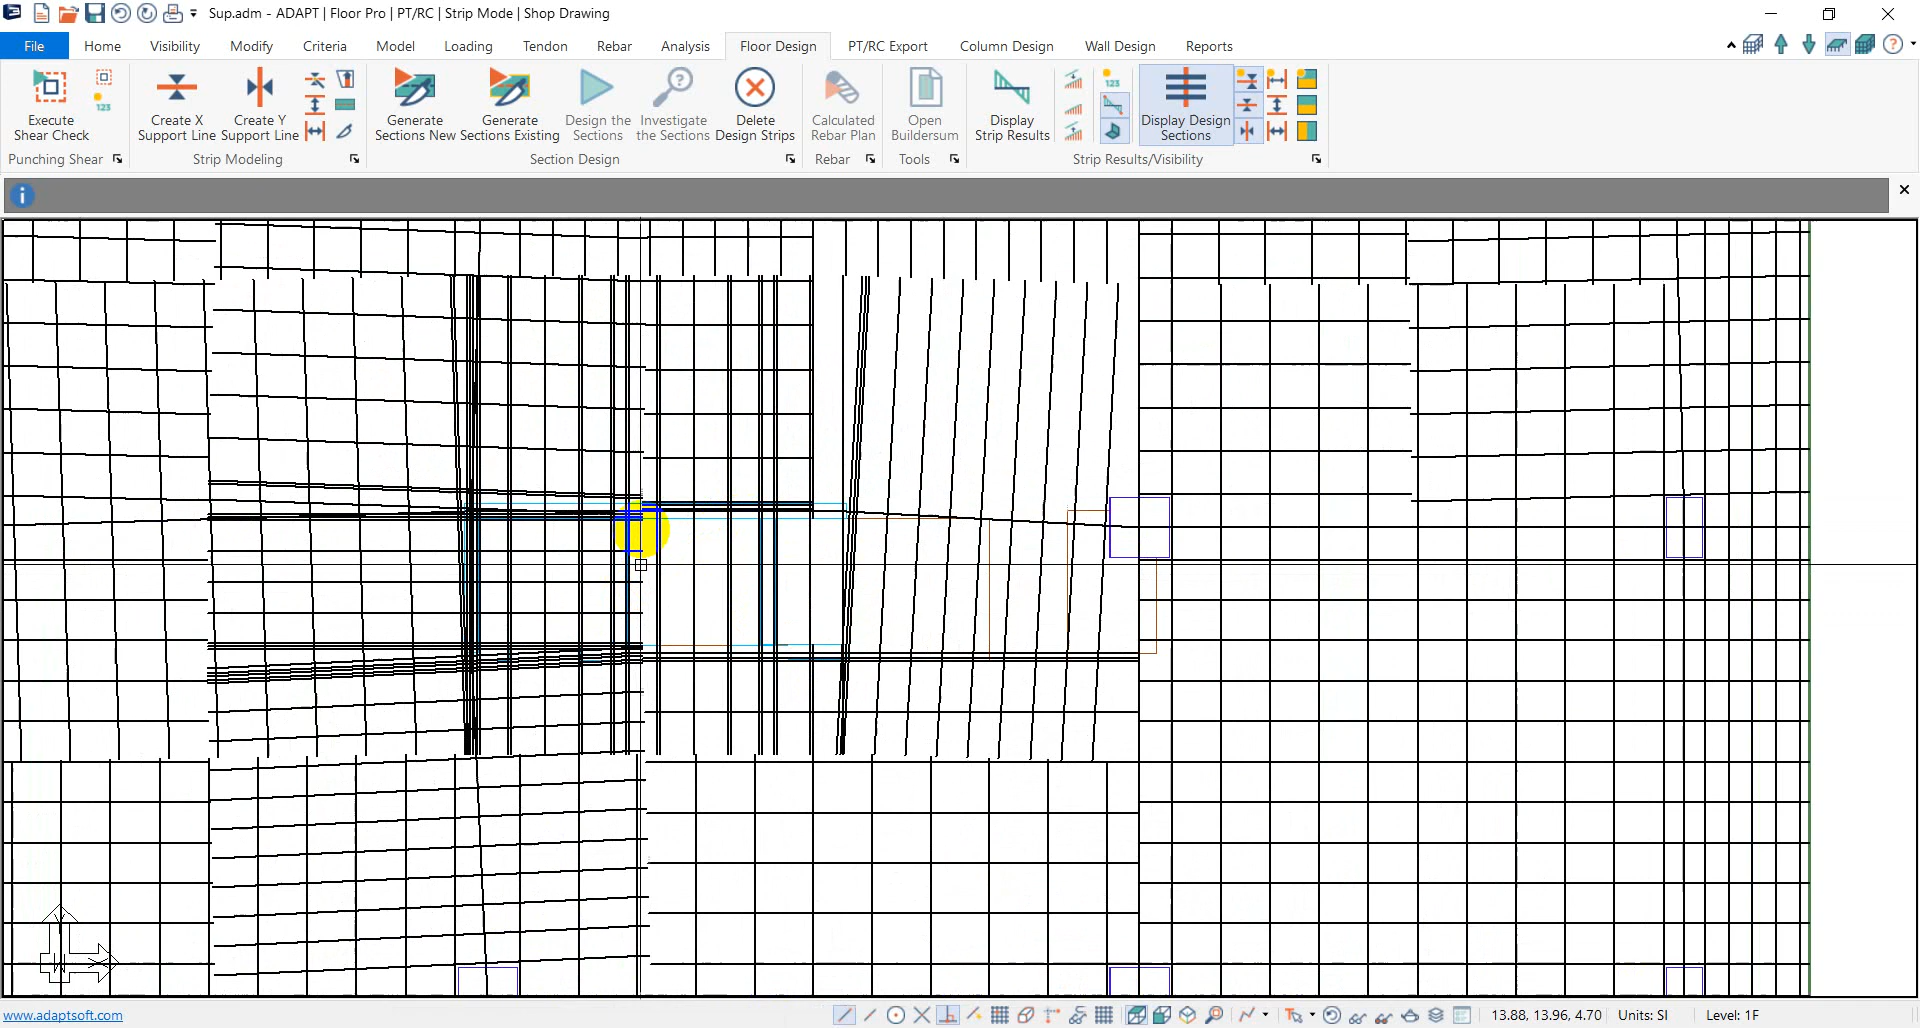 Sup.adm - ADAPT | Floor Pro | PT/RC | Strip Mode | Shop Drawing
File Home Visibility Modify Criteria Model Loading Tendon Rebar Analysis Floor Design PT/RC Export Column Design Wall Design Reports
Execute Shear Check
123
Create X Support Line
Create Y Support Line
Generate Sections New
Generate Sections Existing
Design the Sections
Investigate the Sections
Delete Design Strips
Calculated Rebar Plan
Open Buildersum
Display Strip Results
123
Display Design Sections
Punching Shear Strip Modeling Section Design Rebar Tools Strip Results/Visibility
www.adaptsoft.com 13.88, 13.96, 4.70 Units: SI Level: 1F